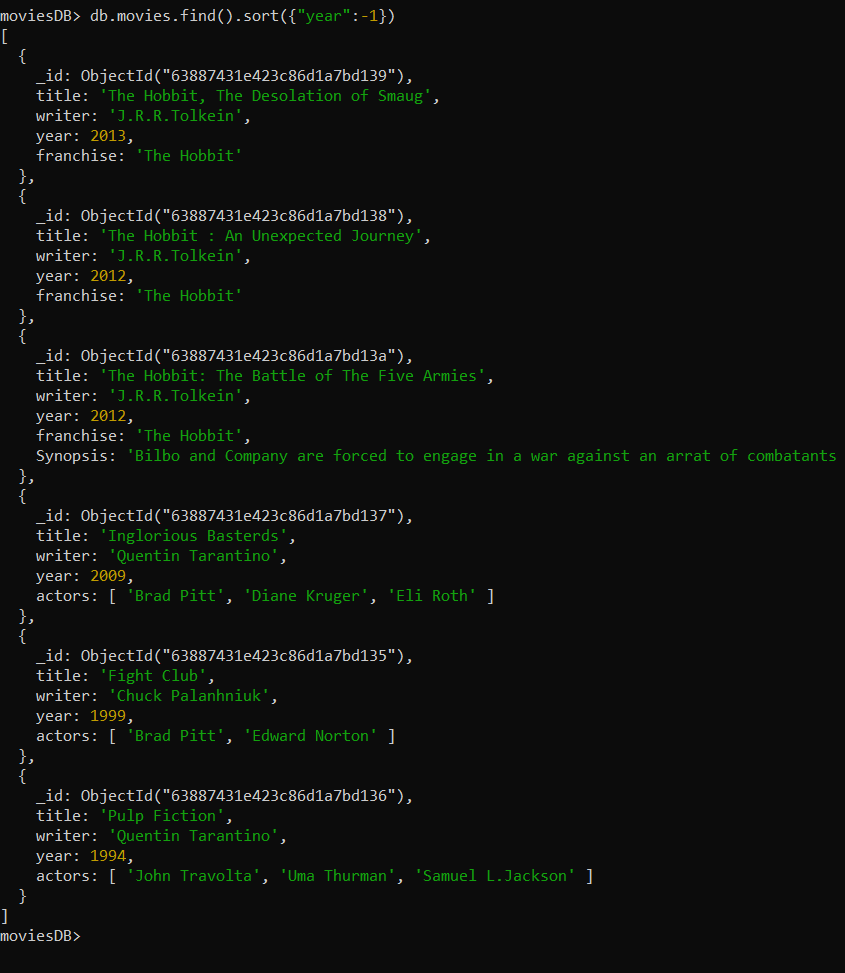 moviesDB> db.movies.find().sort({"year":-1})
[
  {
    _id: ObjectId("63887431e423c86d1a7bd139"),
    title: 'The Hobbit, The Desolation of Smaug',
    writer: 'J.R.R.Tolkein',
    year: 2013,
    franchise: 'The Hobbit'
  },
  {
    _id: ObjectId("63887431e423c86d1a7bd138"),
    title: 'The Hobbit : An Unexpected Journey',
    writer: 'J.R.R.Tolkein',
    year: 2012,
    franchise: 'The Hobbit'
  },
  {
    _id: ObjectId("63887431e423c86d1a7bd13a"),
    title: 'The Hobbit: The Battle of The Five Armies',
    writer: 'J.R.R.Tolkein',
    year: 2012,
    franchise: 'The Hobbit',
    Synopsis: 'Bilbo and Company are forced to engage in a war against an arrat of combatants
  },
  {
    _id: ObjectId("63887431e423c86d1a7bd137"),
    title: 'Inglorious Basterds',
    writer: 'Quentin Tarantino',
    year: 2009,
    actors: [ 'Brad Pitt', 'Diane Kruger', 'Eli Roth' ]
  },
  {
    _id: ObjectId("63887431e423c86d1a7bd135"),
    title: 'Fight Club',
    writer: 'Chuck Palanhniuk',
    year: 1999,
    actors: [ 'Brad Pitt', 'Edward Norton' ]
  },
  {
    _id: ObjectId("63887431e423c86d1a7bd136"),
    title: 'Pulp Fiction',
    writer: 'Quentin Tarantino',
    year: 1994,
    actors: [ 'John Travolta', 'Uma Thurman', 'Samuel L.Jackson' ]
  }
]
moviesDB>